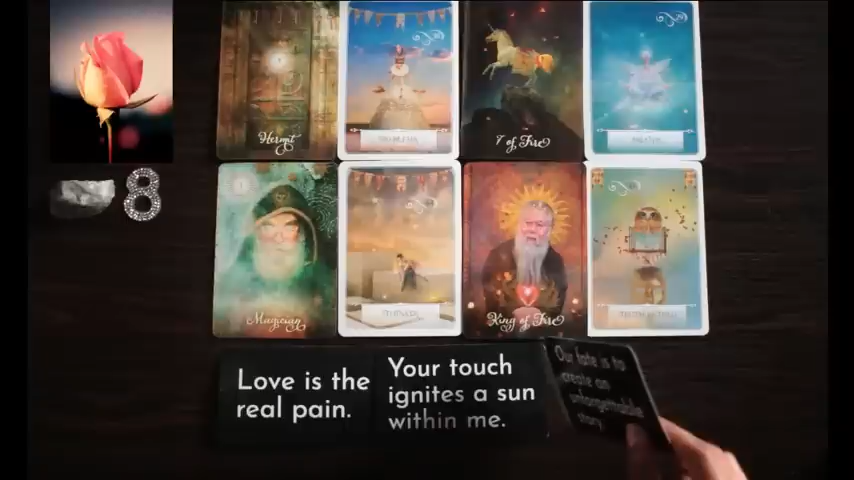 Hermit
7 of Fire
Magician
King of Fire
8
Love is the
real pain.
Your touch
ignites a sun
within me.
Our fate is to
create an
unforgettable
story